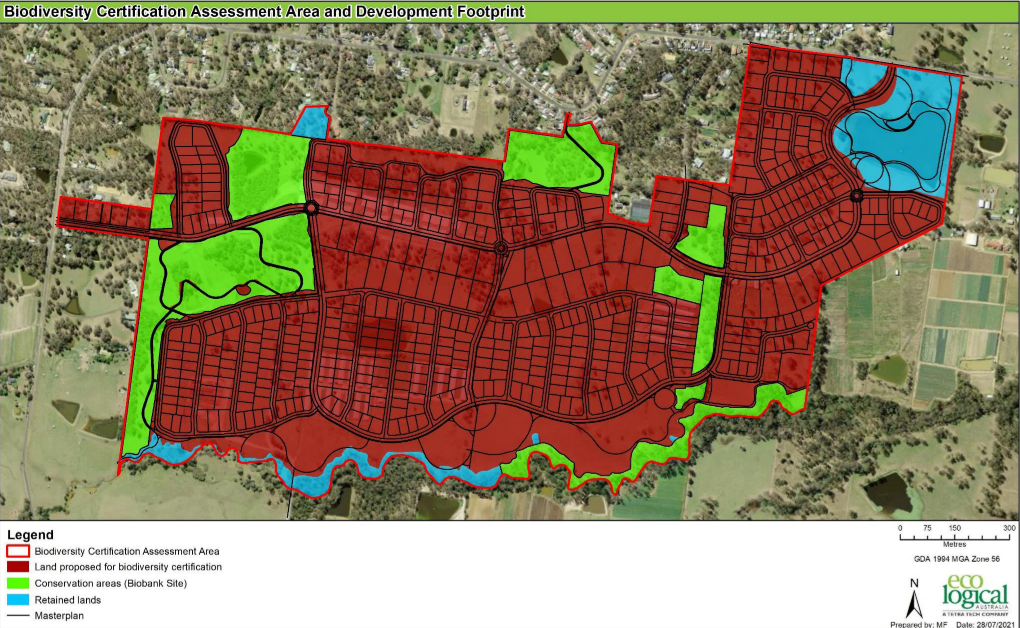 Biodiversity Certification Assessment Area and Development Footprint
Legend
Biodiversity Certification Assessment Area
Land proposed for biodiversity certification
Conservation areas (Biobank Site)
Retained lands
Masterplan
0 75 150 300
Metres
GDA 1994 MGA Zone 56
N
eco
logical
AUSTRALIA
A TETRA TECH COMPANY
Prepared by: MF Date: 28/07/2021